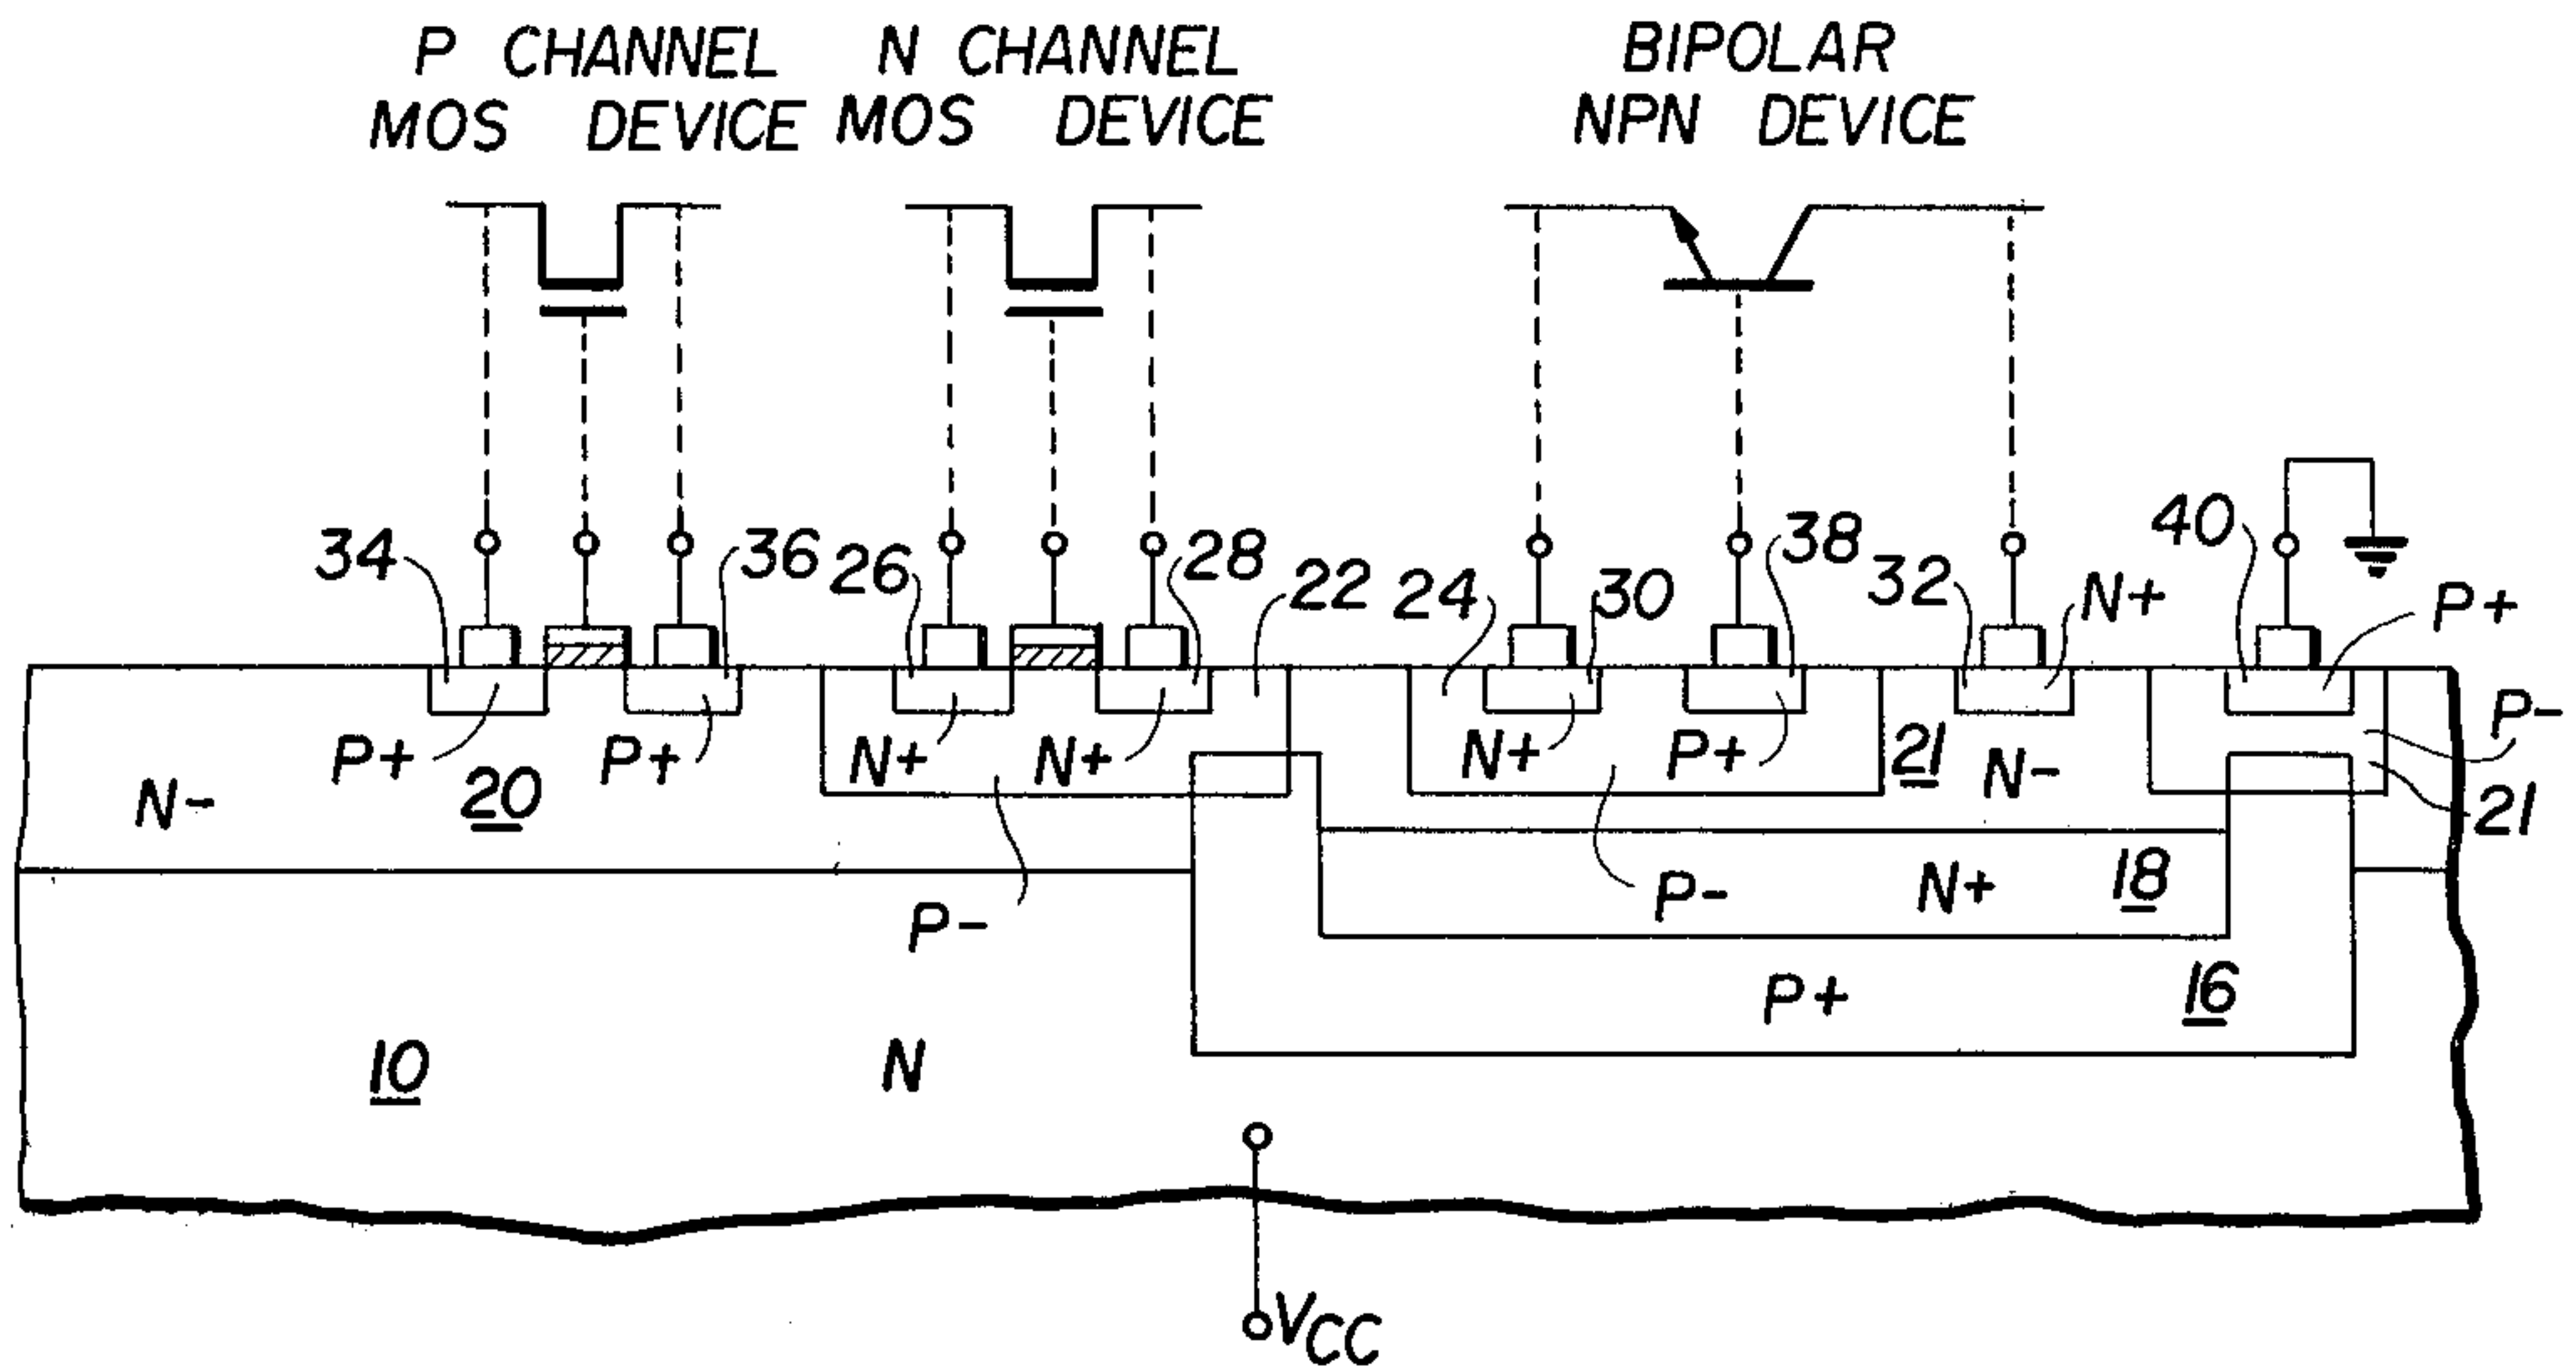 P CHANNEL
MOS DEVICE
N CHANNEL
MOS DEVICE
BIPOLAR
NPN DEVICE
34
36
26
28
22
24
30
38
32
N+
40
P+
P+
P+
N+
N+
N+
P+
21
N-
P-
N-
20
21
P-
P-
N+
18
P+
16
10
N
VCC